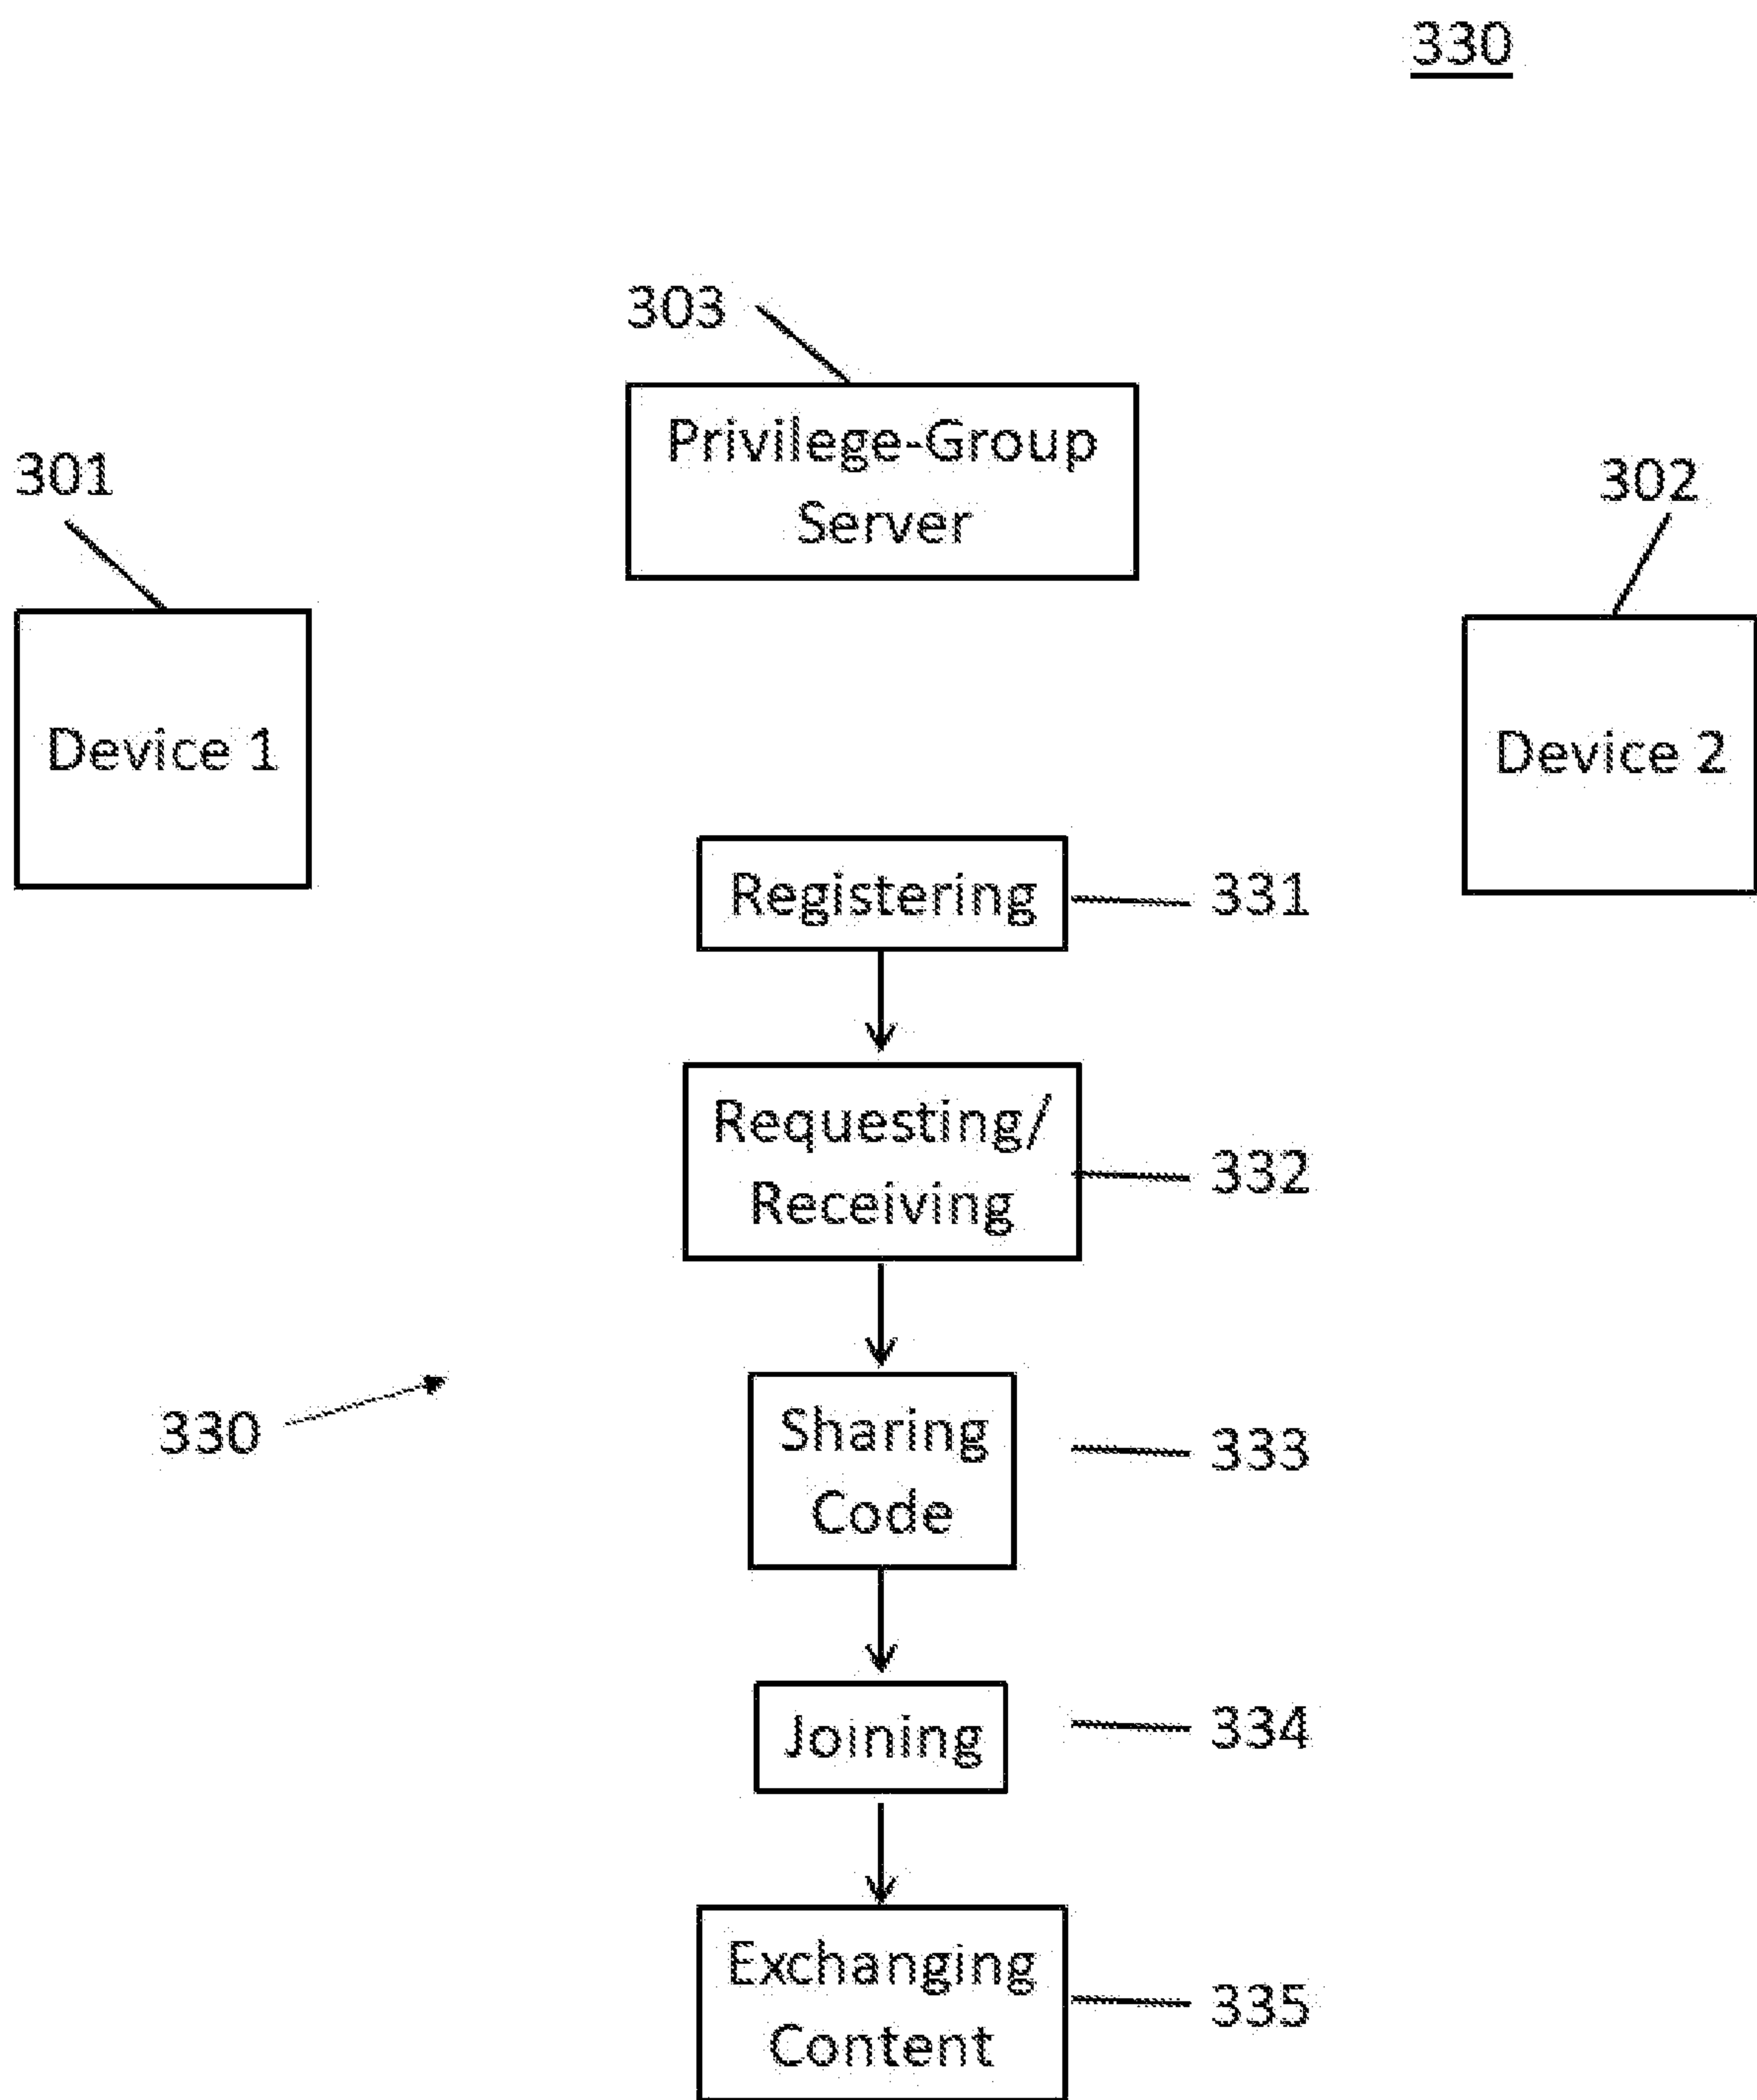 330
303
Privilege-Group
Server
301
302
Device 1
Device 2
Registering
331
Requesting/
Receiving
332
Sharing
Code
333
330
Joining
334
Exchanging
Content
335